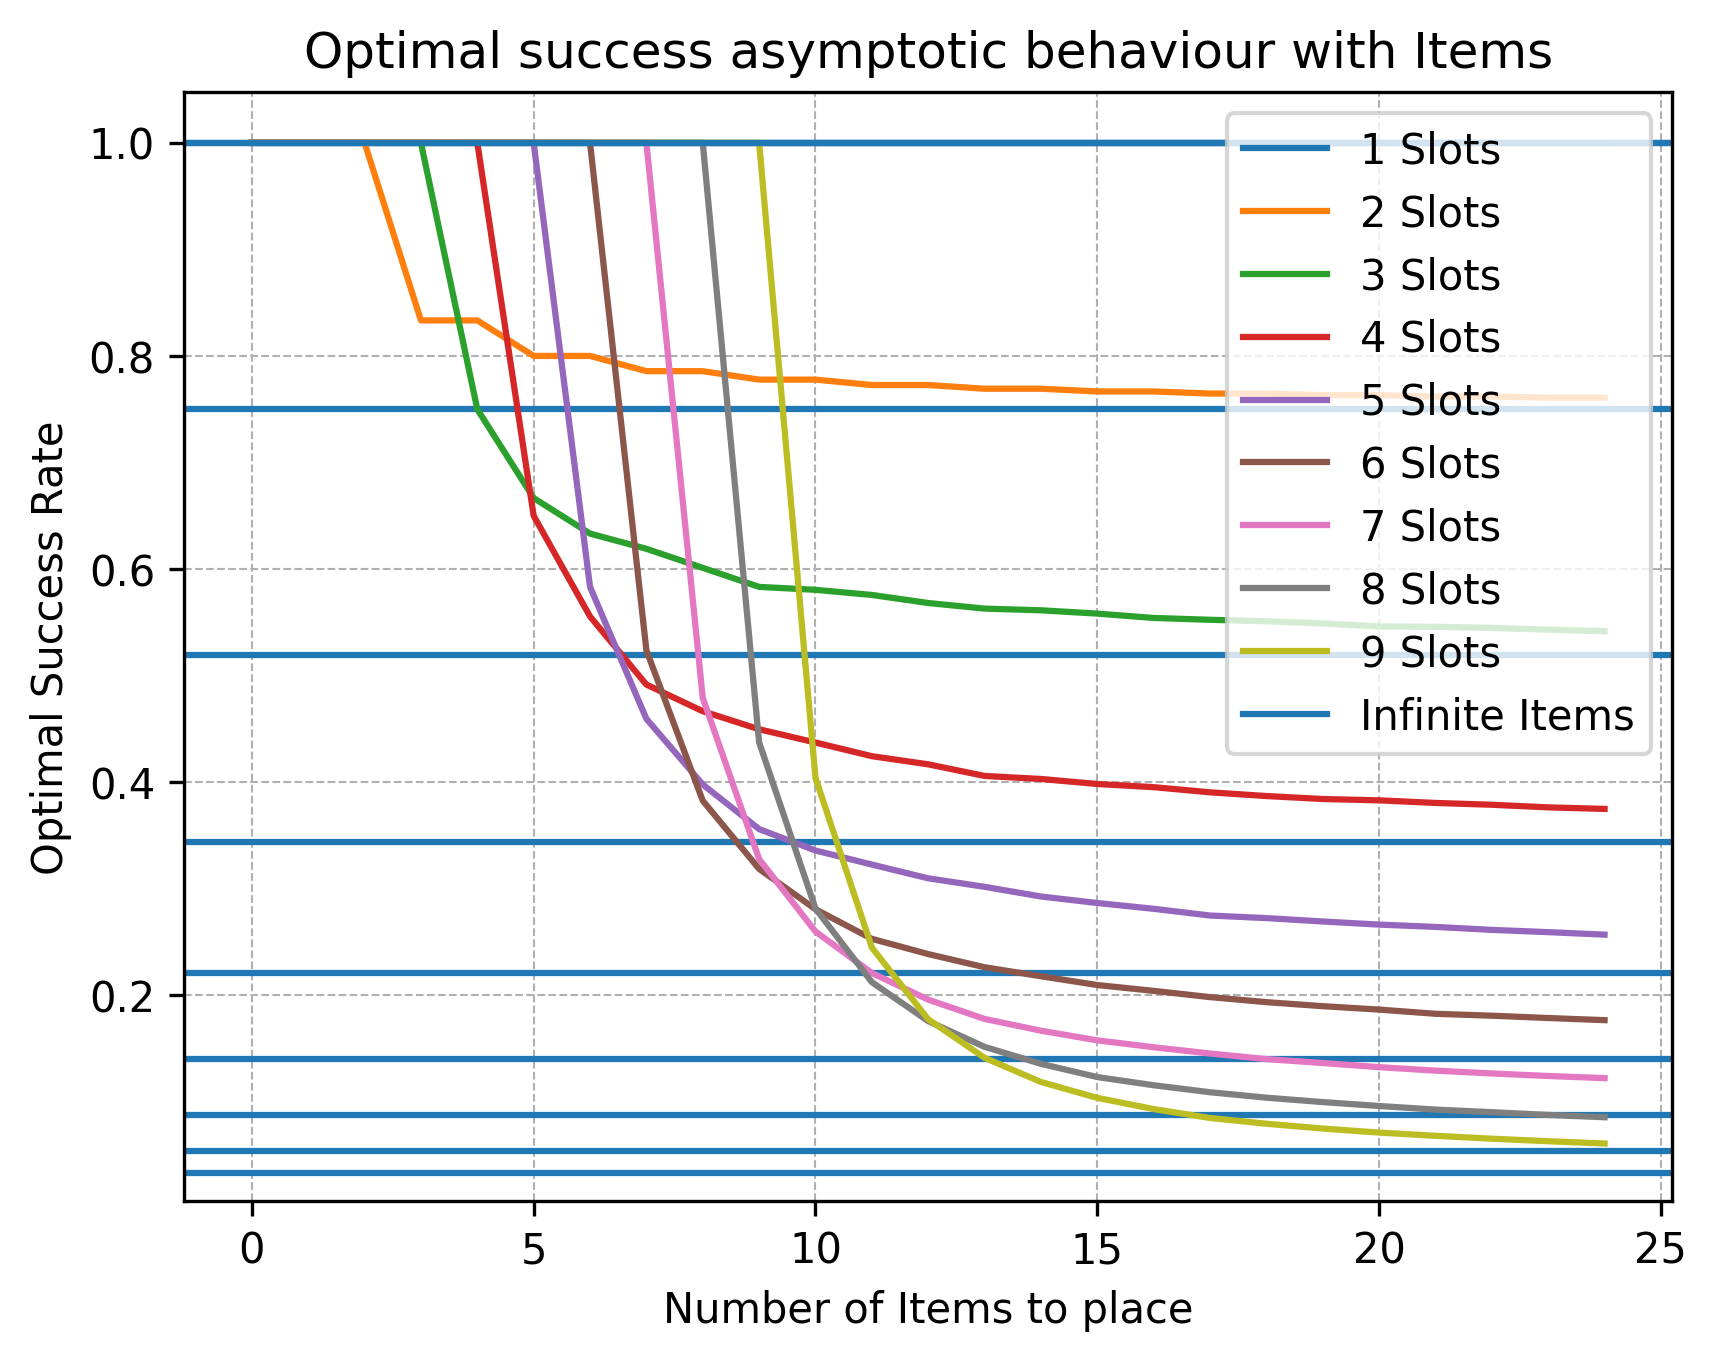 Optimal success asymptotic behaviour with Items
1.0
0.8
0.6
0.4
0.2
Optimal Success Rate
1 Slots
2 Slots
3 Slots
4 Slots
5 Slots
6 Slots
7 Slots
8 Slots
9 Slots
Infinite Items
0 5 10 15 20 25
Number of Items to place